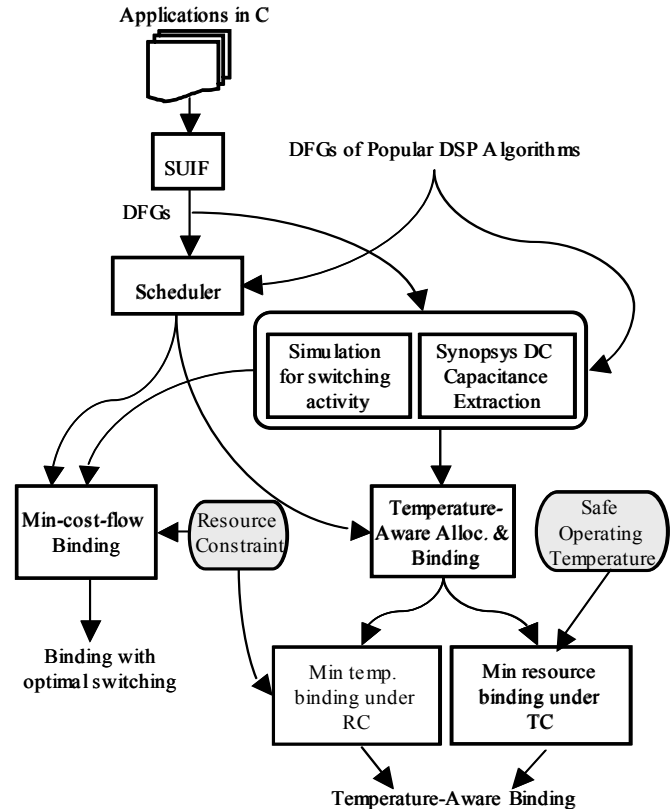 Applications in C
SUIF
DFGs of Popular DSP Algorithms
DFGs
Scheduler
Simulation
for switching
activity
Synopsys DC
Capacitance
Extraction
Min-cost-flow
Binding
Resource
Constraint
Temperature-
Aware Alloc. &
Binding
Safe
Operating
Temperature
Binding with
optimal switching
Min temp.
binding under
RC
Min resource
binding under
TC
Temperature-Aware Binding